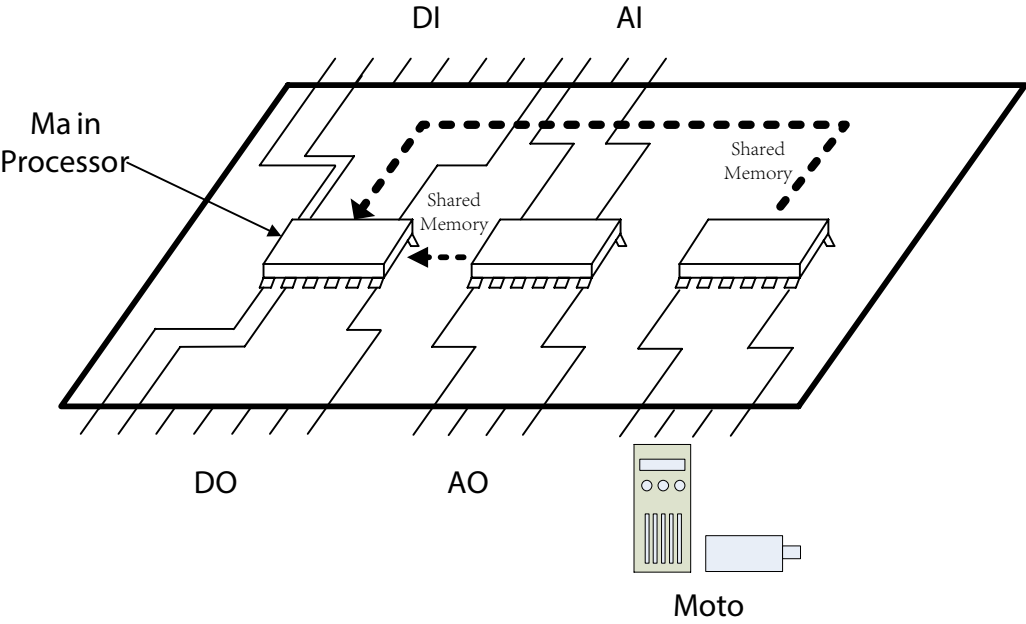 DI
AI
Ma in
Processor
Shared
Memory
Shared
Memory
DO
AO
Moto